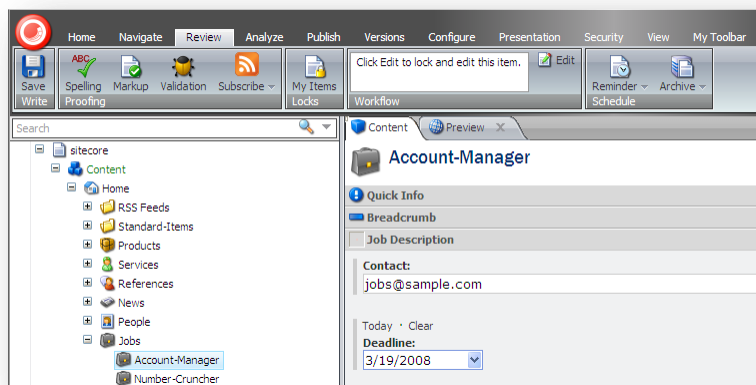 Home Navigate Review Analyze Publish Versions Configure Presentation Security View My Toolbar
ABC
Save Spelling Markup Validation Subscribe My Items Click Edit to lock and edit this item. Edit Reminder Archive
Write Proofing Locks Workflow Schedule
Search
Content Preview
sitecore
Content
Home
RSS Feeds
Standard-Items
Products
Services
References
News
People
Jobs
Account-Manager
Number-Cruncher
Account-Manager
Quick Info
Breadcrumb
Job Description
Contact:
jobs@sample.com
Today · Clear
Deadline:
3/19/2008